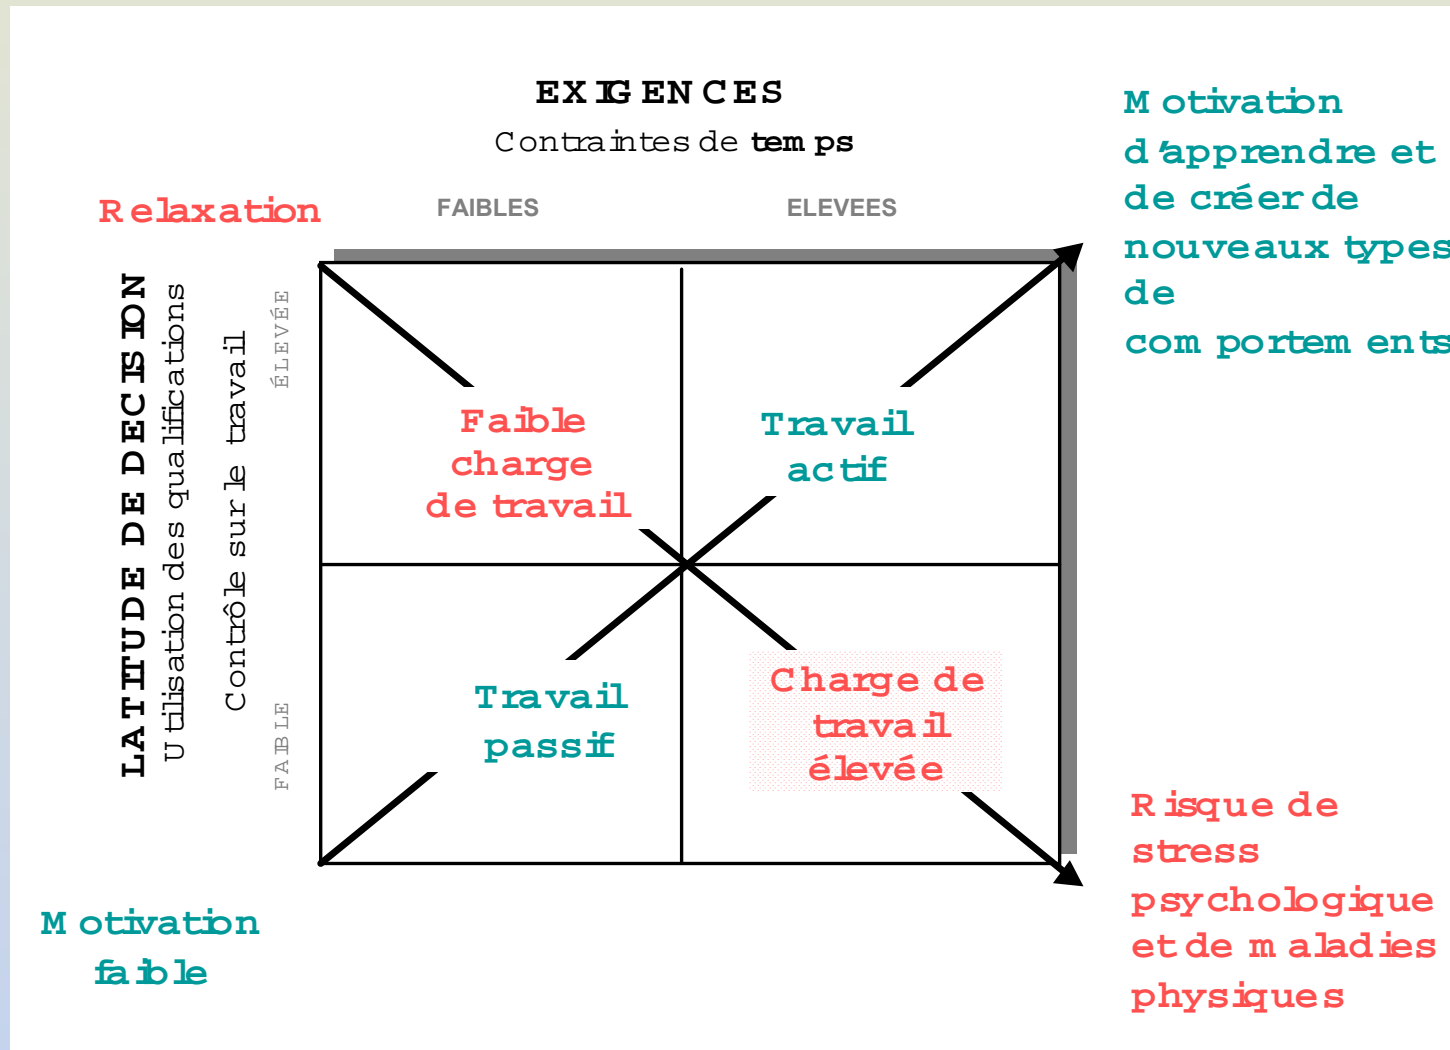 EXIGENCES
Contraintes de temps
Relaxation
FAIBLES
ELEVEES
Motivation
d'apprendre et
de créer de
nouveaux types
de
comportements
LATITUDE DE DECISION
Utilisation des qualifications
Contrôle sur le travail
ÉLEVÉE
FAIBLE
Faible
charge
de travail
Travail
actif
Travail
passif
Charge de
travail
élevée
Motivation
faible
Risque de
stress
psychologique
et de maladies
physiques